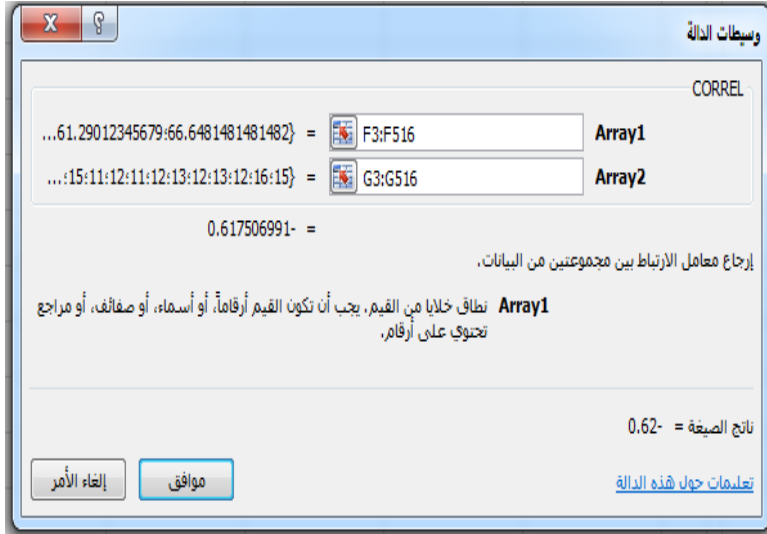 وسيطات الدالة
CORREL
Array1 F3:F516 = {66.6481481481482؛61.29012345679...
Array2 G3:G516 = {15؛16؛12؛13؛12؛13؛12؛11؛12؛11؛15؛...
= -0.617506991
إرجاع معامل الارتباط بين مجموعتين من البيانات.
Array1 نطاق خلايا من القيم. يجب أن تكون القيم أرقاماً، أو أسماء، أو صفائف، أو مراجع
تحتوي على أرقام.
ناتج الصيغة = -0.62
تعليمات حول هذه الدالة
موافق
إلغاء الأمر